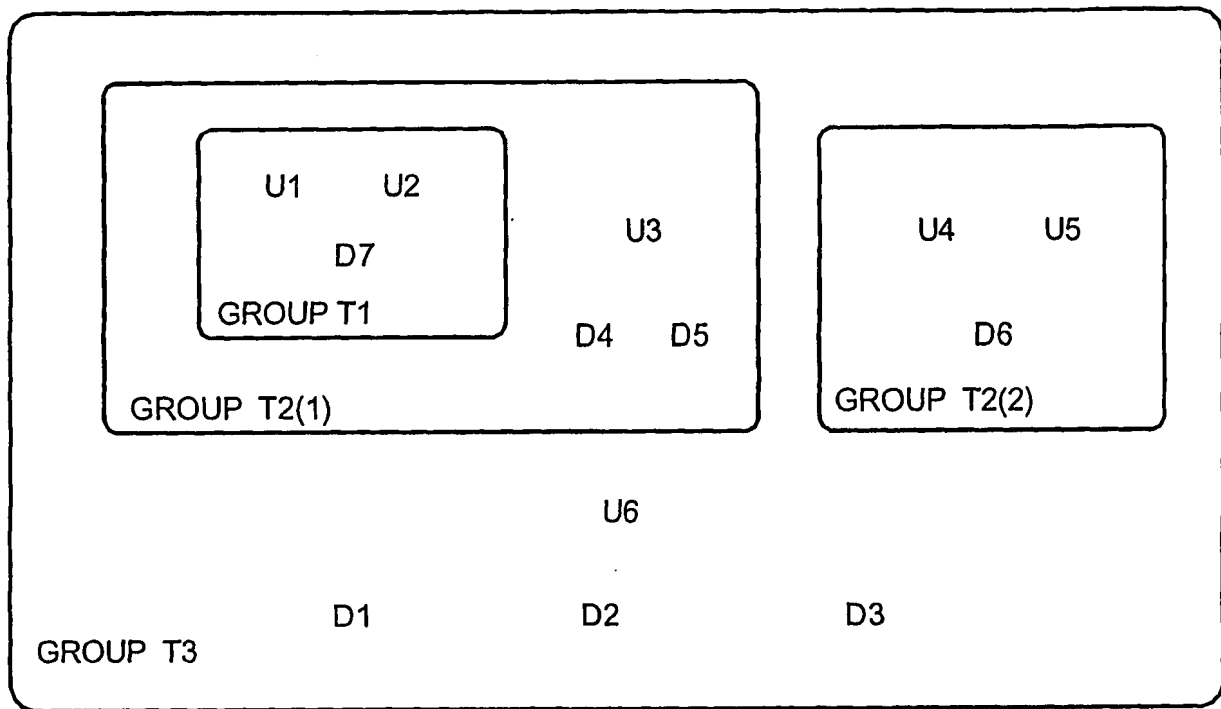 U1 U2
D7
GROUP T1
U3
D4 D5
GROUP T2(1)
U4 U5
D6
GROUP T2(2)
U6
D1 D2 D3
GROUP T3